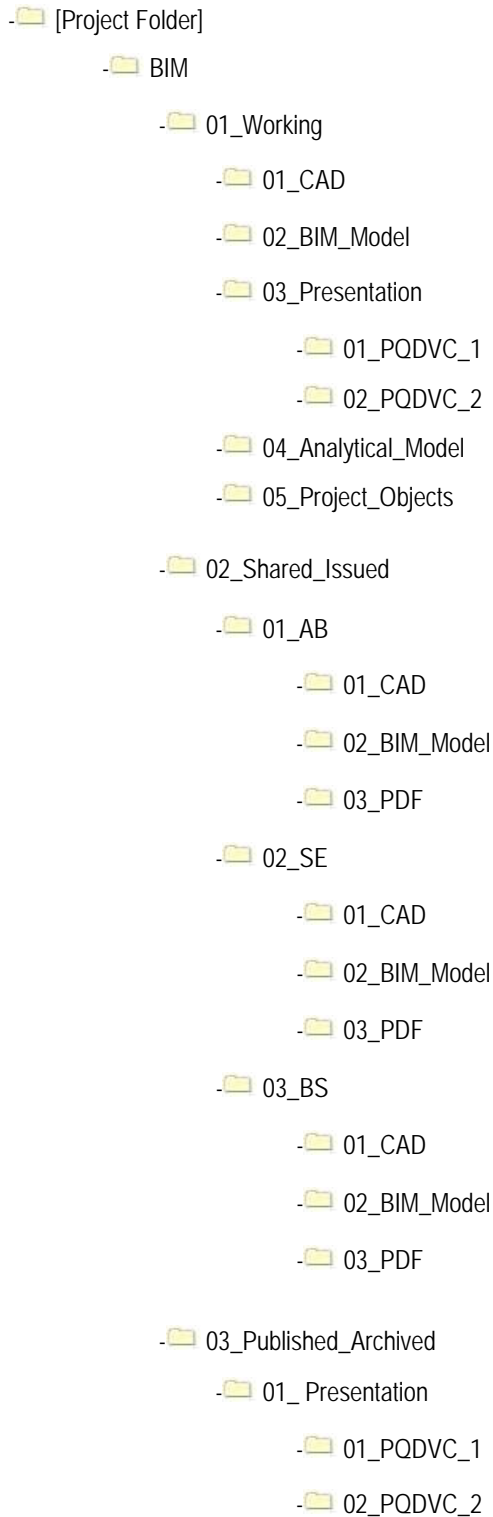 - [Project Folder]
- BIM
- 01_Working
- 01_CAD
- 02_BIM_Model
- 03_Presentation
- 01_PQDVC_1
- 02_PQDVC_2
- 04_Analytical_Model
- 05_Project_Objects
- 02_Shared_Issued
- 01_AB
- 01_CAD
- 02_BIM_Model
- 03_PDF
- 02_SE
- 01_CAD
- 02_BIM_Model
- 03_PDF
- 03_BS
- 01_CAD
- 02_BIM_Model
- 03_PDF
- 03_Published_Archived
- 01_ Presentation
- 01_PQDVC_1
- 02_PQDVC_2